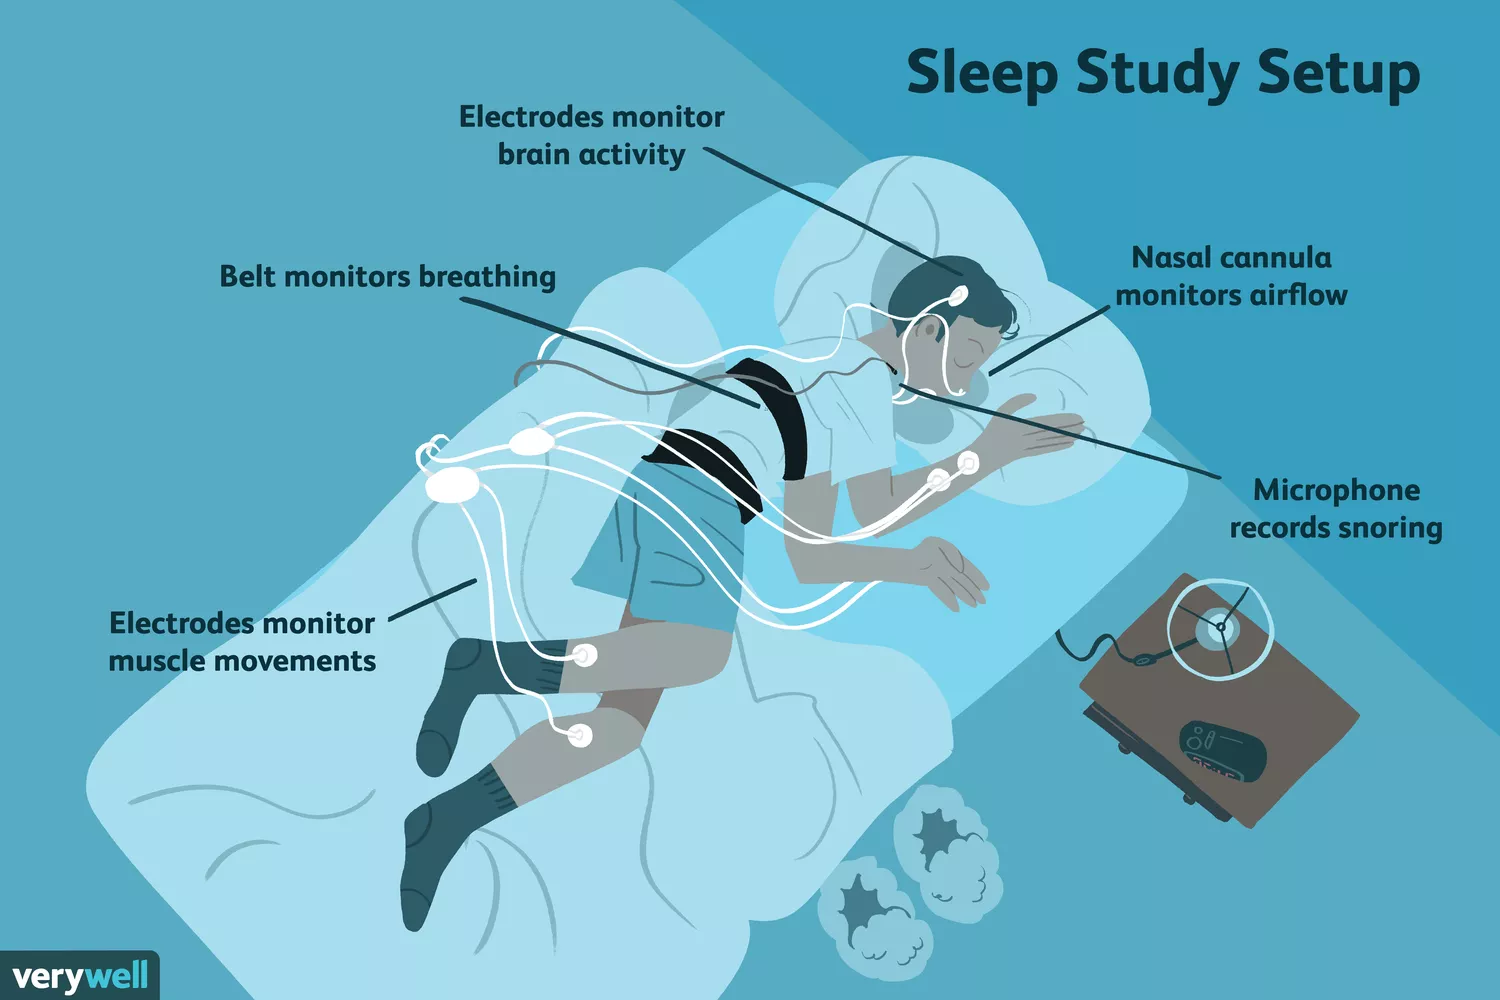 Sleep Study Setup
Electrodes monitor
brain activity
Belt monitors breathing
Nasal cannula
monitors airflow
Microphone
records snoring
Electrodes monitor
muscle movements
verywell